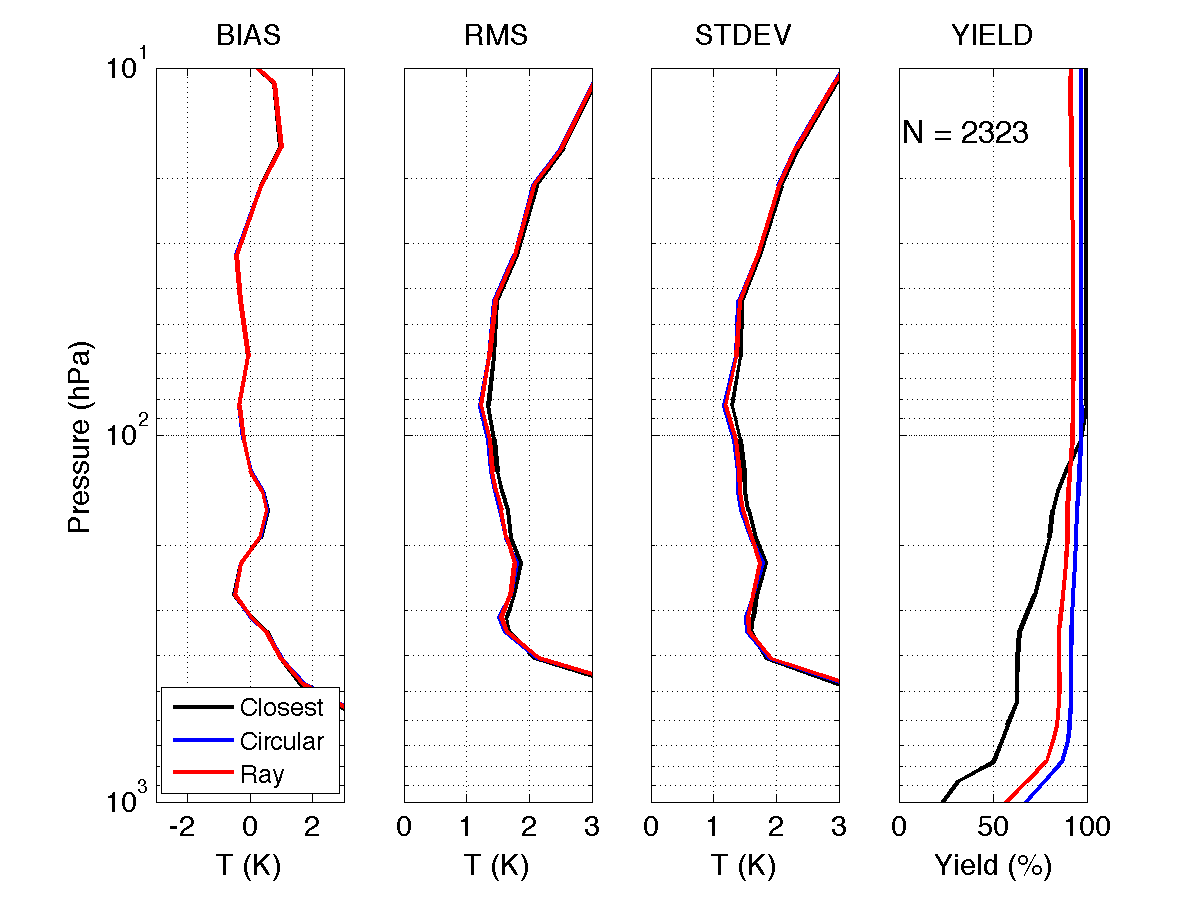 BIAS RMS STDEV YIELD
10^1
N = 2323
Pressure (hPa)
10^2
Closest
Circular
Ray
10^3
-2 0 2 0 1 2 3 0 1 2 3 0 50 100
T (K) T (K) T (K) Yield (%)